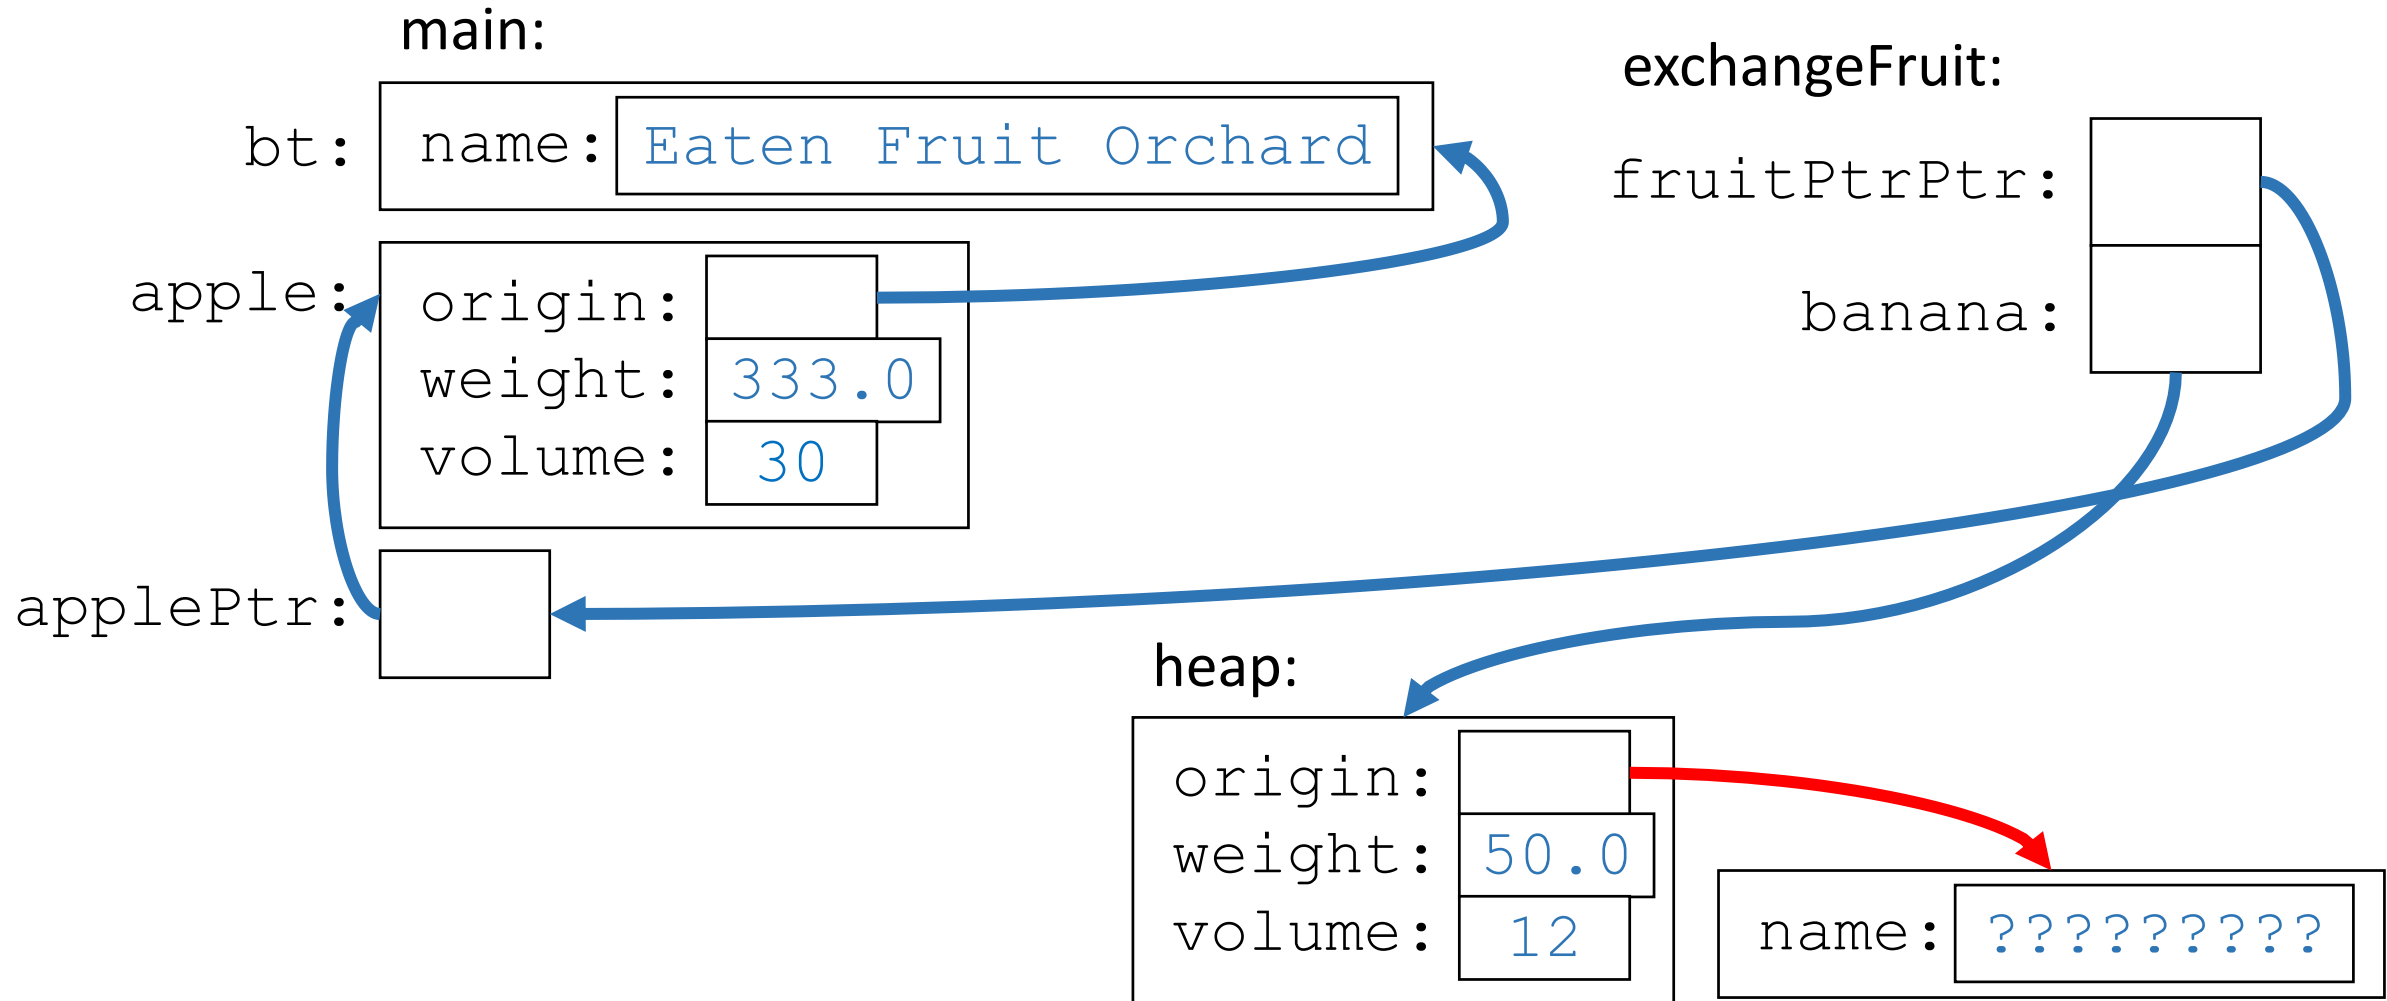 main:
bt: name: Eaten Fruit Orchard
apple: origin:
weight: 333.0
volume: 30
applePtr:
exchangeFruit:
fruitPtrPtr:
banana:
heap:
origin:
weight: 50.0
volume: 12
name: ?????????